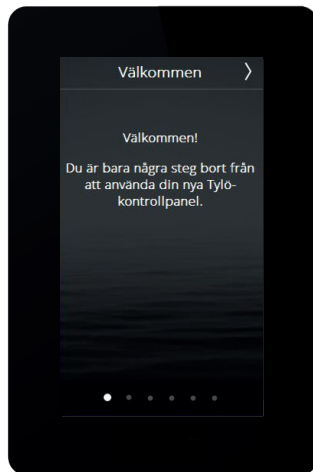 Välkommen
Välkommen!
Du är bara några steg bort från
att använda din nya Tylö-
kontrollpanel.